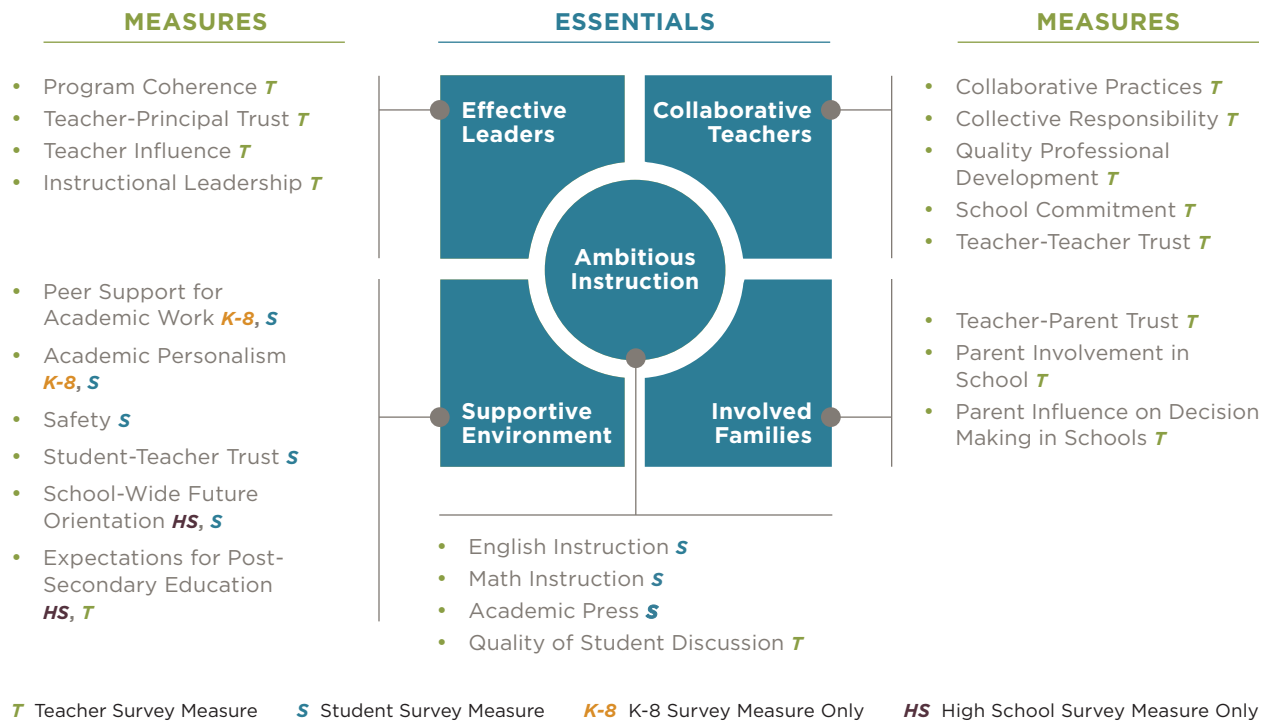 MEASURES
• Program Coherence T
• Teacher-Principal Trust T
• Teacher Influence T
• Instructional Leadership T
• Peer Support for
Academic Work K-8, S
• Academic Personalism
K-8, S
• Safety S
• Student-Teacher Trust S
• School-Wide Future
Orientation HS, S
• Expectations for Post-
Secondary Education
HS, T
ESSENTIALS
Effective
Leaders
Collaborative
Teachers
Ambitious
Instruction
Supportive
Environment
Involved
Families
• English Instruction S
• Math Instruction S
• Academic Press S
• Quality of Student Discussion T
MEASURES
• Collaborative Practices T
• Collective Responsibility T
• Quality Professional
Development T
• School Commitment T
• Teacher-Teacher Trust T
• Teacher-Parent Trust T
• Parent Involvement in
School T
• Parent Influence on Decision
Making in Schools T
T Teacher Survey Measure S Student Survey Measure K-8 K-8 Survey Measure Only HS High School Survey Measure Only